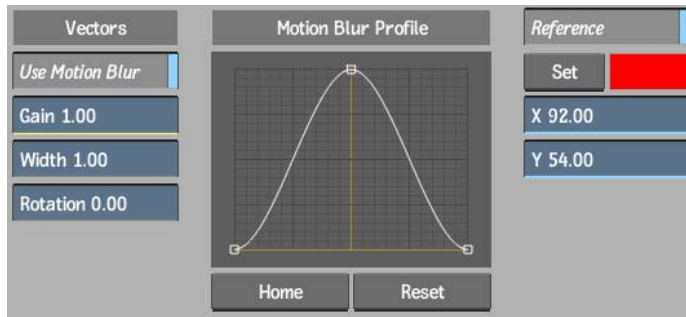 Vectors
Use Motion Blur
Gain 1.00
Width 1.00
Rotation 0.00
Motion Blur Profile
Home
Reset
Reference
Set
X 92.00
Y 54.00